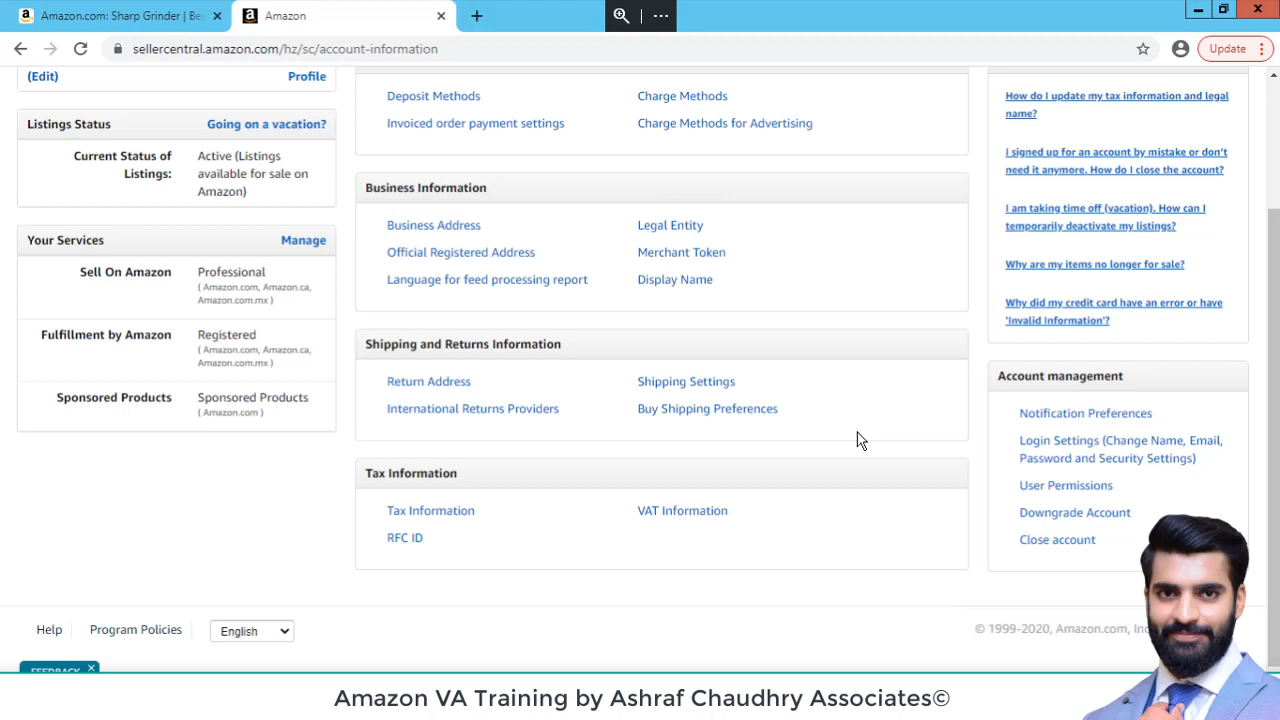 Amazon.com: Sharp Grinder | Be
Amazon
sellercentral.amazon.com/hz/sc/account-information
Update
(Edit)
Profile
Listings Status
Going on a vacation?
Current Status of Listings:
Active (Listings
available for sale on
Amazon)
Your Services
Manage
Sell On Amazon
Professional
( Amazon.com, Amazon.ca,
Amazon.com.mx )
Fulfillment by Amazon
Registered
( Amazon.com, Amazon.ca,
Amazon.com.mx )
Sponsored Products
Sponsored Products
( Amazon.com )
Deposit Methods
Charge Methods
Invoiced order payment settings
Charge Methods for Advertising
Business Information
Business Address
Legal Entity
Official Registered Address
Merchant Token
Language for feed processing report
Display Name
Shipping and Returns Information
Return Address
Shipping Settings
International Returns Providers
Buy Shipping Preferences
Tax Information
Tax Information
VAT Information
RFC ID
How do I update my tax information and legal
name?
I signed up for an account by mistake or don't
need it anymore. How do I close the account?
I am taking time off (vacation). How can I
temporarily deactivate my listings?
Why are my items no longer for sale?
Why did my credit card have an error or have
'Invalid Information'?
Account management
Notification Preferences
Login Settings (Change Name, Email,
Password and Security Settings)
User Permissions
Downgrade Account
Close account
Help
Program Policies
English
© 1999-2020, Amazon.com, In
FEEDBACK
Amazon VA Training by Ashraf Chaudhry Associates©